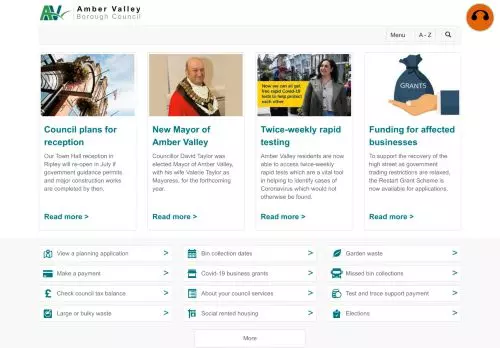 Amber Valley
Borough Council
Menu
A - Z
Now we can all get
free rapid Covid-19
tests to help protect
each other
GRANTS
Council plans for
reception
Our Town Hall reception in
Ripley will re-open in July if
government guidance permits
and major construction works
are completed by then.
Read more >
New Mayor of
Amber Valley
Councillor David Taylor was
elected Mayor of Amber Valley,
with his wife Valerie Taylor as
Mayoress, for the forthcoming
year.
Read more >
Twice-weekly rapid
testing
Amber Valley residents are now
able to access twice-weekly
rapid tests which are a vital tool
in helping to identify cases of
Coronavirus which would not
otherwise be found.
Read more >
Funding for affected
businesses
To support the recovery of the
high street as government
trading restrictions are relaxed,
the Restart Grant Scheme is
now available for applications.
Read more >
View a planning application >
Bin collection dates >
Garden waste >
Make a payment >
Covid-19 business grants >
Missed bin collections >
£ Check council tax balance >
About your council services >
Test and trace support payment >
Large or bulky waste >
Social rented housing >
Elections >
More